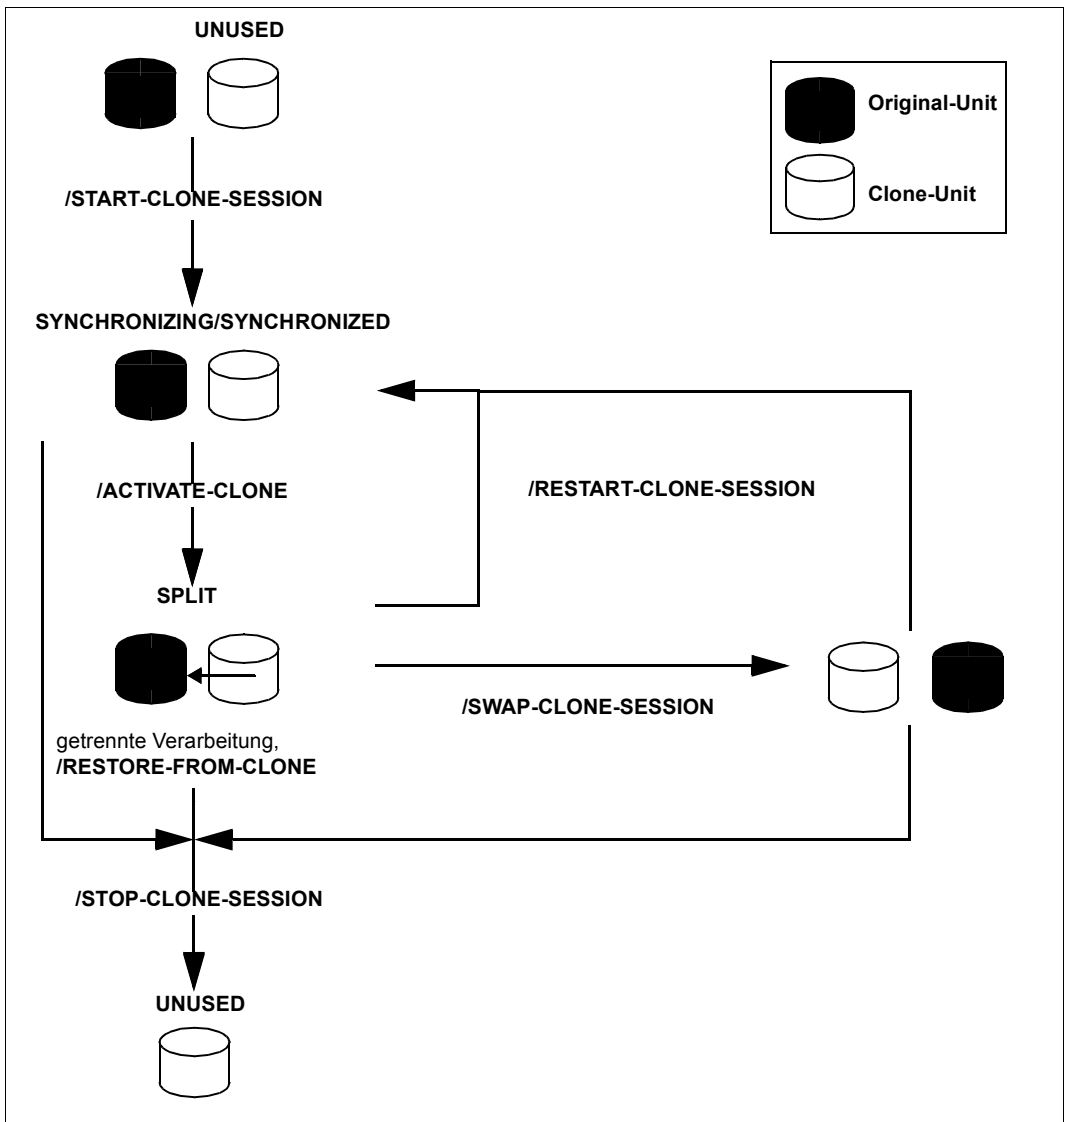 UNUSED
Original-Unit
Clone-Unit
/START-CLONE-SESSION
SYNCHRONIZING/SYNCHRONIZED
/ACTIVATE-CLONE
/RESTART-CLONE-SESSION
SPLIT
/SWAP-CLONE-SESSION
getrennte Verarbeitung,
/RESTORE-FROM-CLONE
/STOP-CLONE-SESSION
UNUSED